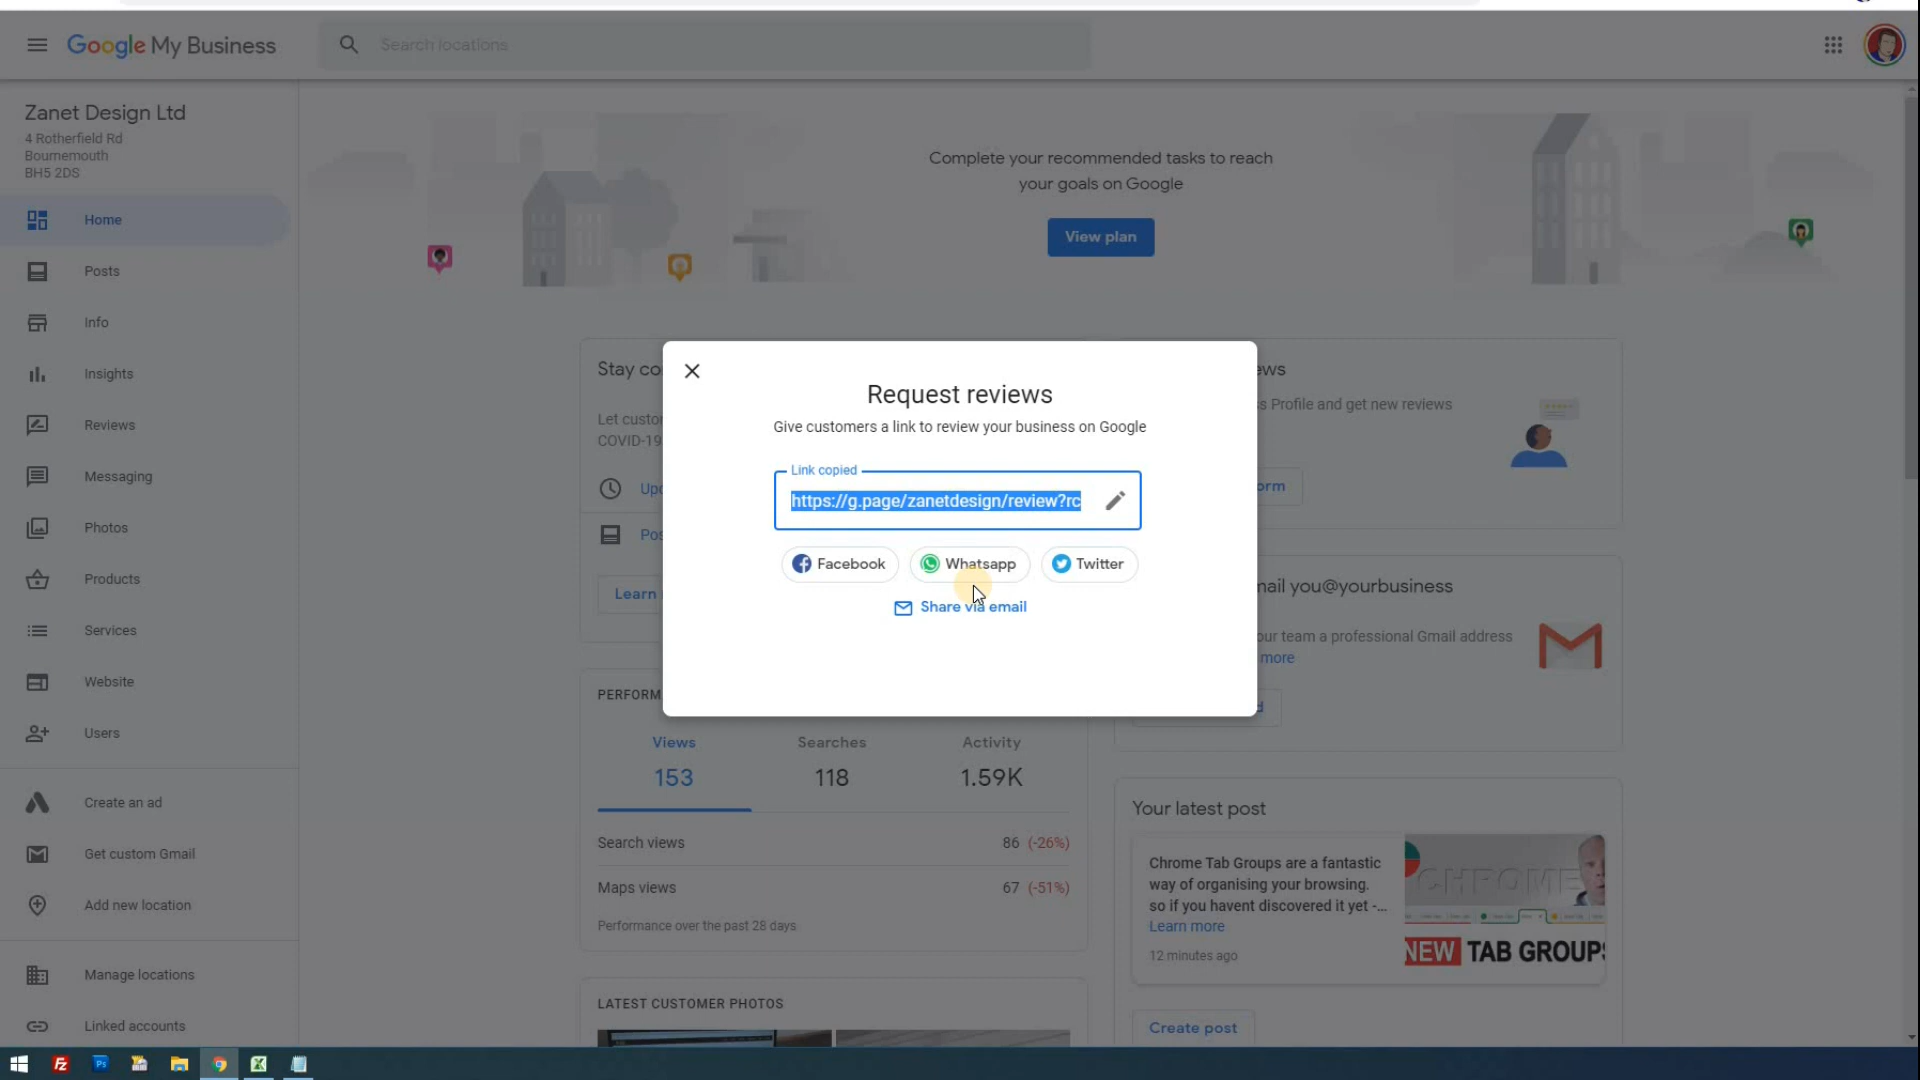 Google My Business
Search locations
Zanet Design Ltd
4 Rotherfield Rd
Bournemouth
BH5 2DS
Home
Posts
Info
Insights
Reviews
Messaging
Photos
Products
Services
Website
Users
Create an ad
Get custom Gmail
Add new location
Manage locations
Linked accounts
Complete your recommended tasks to reach
your goals on Google
View plan
Stay co
Let custo
COVID-19
Upd
Pos
Learn
Request reviews
Give customers a link to review your business on Google
Link copied
https://g.page/zanetdesign/review?rc
Facebook
Whatsapp
Twitter
Share via email
ews
s Profile and get new reviews
orm
mail you@yourbusiness
our team a professional Gmail address
more
d
PERFORM
Views
Searches
Activity
153
118
1.59K
Search views
86 (-26%)
Maps views
67 (-51%)
Performance over the past 28 days
LATEST CUSTOMER PHOTOS
Your latest post
Chrome Tab Groups are a fantastic
way of organising your browsing.
so if you havent discovered it yet -...
Learn more
12 minutes ago
CHROME
NEW TAB GROUPS
Create post
Fz
Ps
X